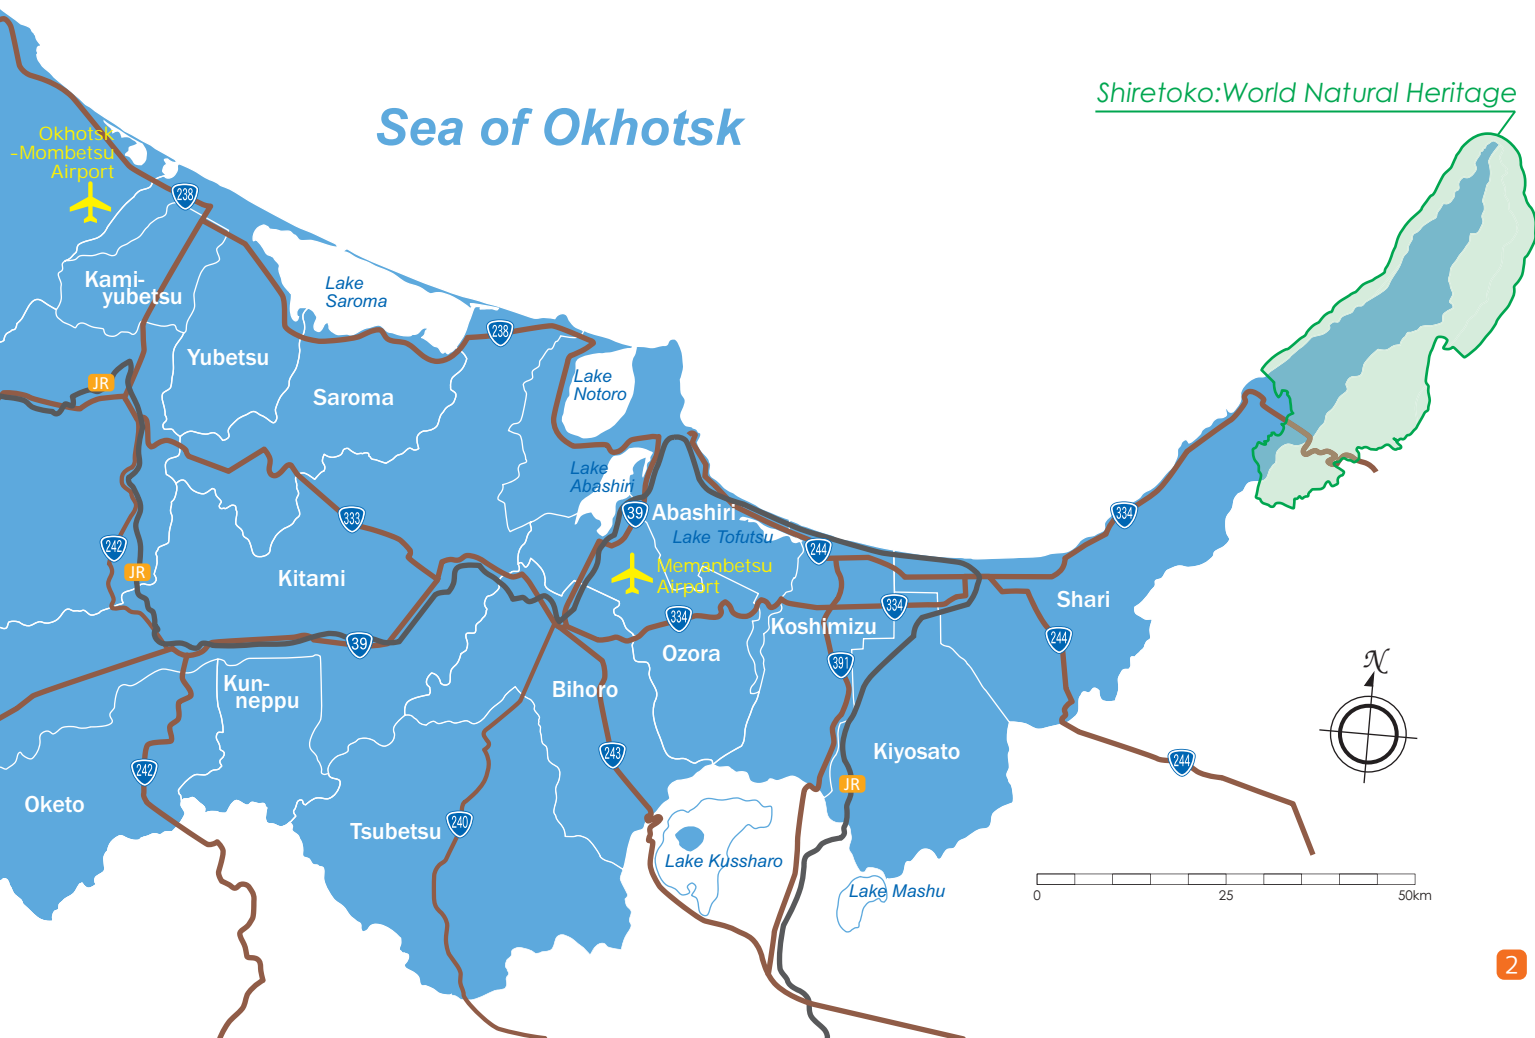 Shiretoko:World Natural Heritage
Sea of Okhotsk
Okhotsk
-Mombetsu
Airport
238
Kami-
yubetsu
Lake
Saroma
238
Yubetsu
JR
Saroma
Lake
Notoro
Lake
Abashiri
39
Abashiri
333
334
Lake Tofutsu
244
242
JR
Kitami
Memanbetsu
Airport
334
334
Shari
Koshimizu
244
39
Ozora
391
Kun-
neppu
Bihoro
N
243
Kiyosato
244
242
JR
Oketo
Tsubetsu
240
Lake Kussharo
Lake Mashu
0
25
50km
2